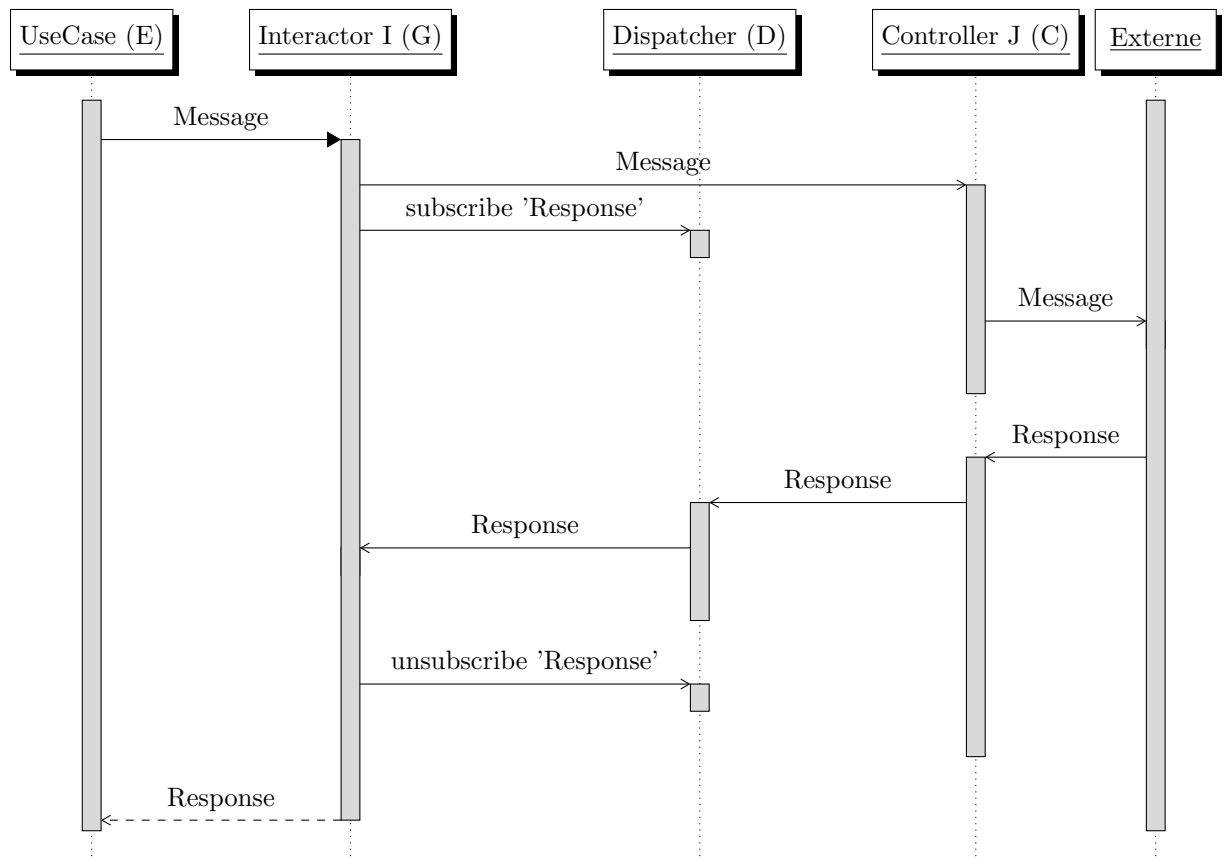 UseCase (E)
Interactor I (G)
Dispatcher (D)
Controller J (C)
Externe
Message
Message
subscribe 'Response'
Message
Response
Response
Response
unsubscribe 'Response'
Response